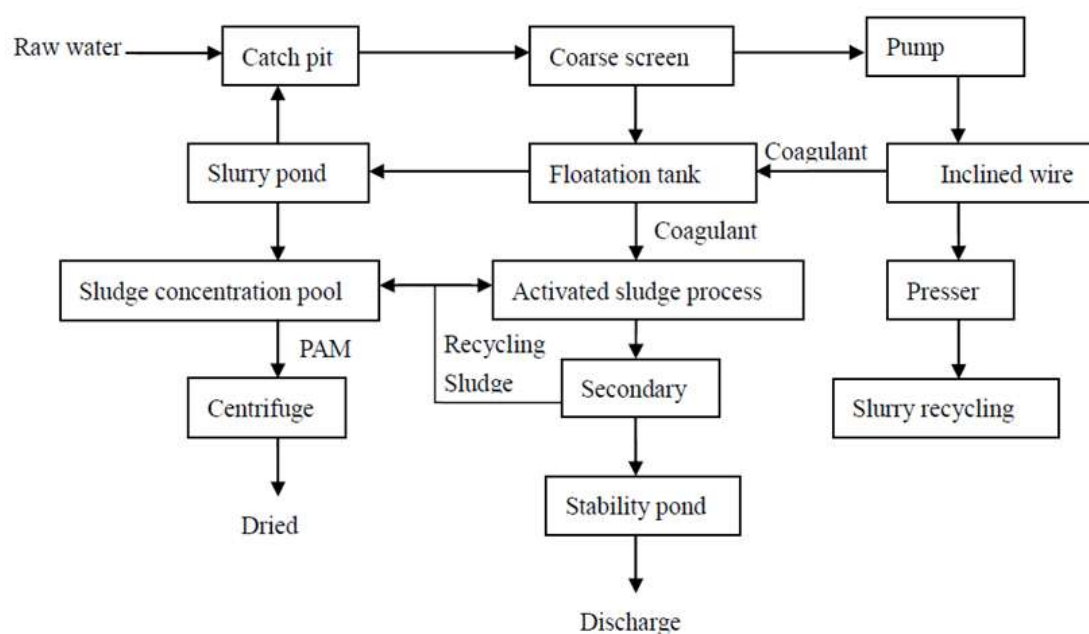 Raw water
Catch pit
Coarse screen
Pump
Slurry pond
Floatation tank
Coagulant
Inclined wire
Coagulant
Sludge concentration pool
Activated sludge process
Presser
PAM
Recycling
Sludge
Centrifuge
Secondary
Slurry recycling
Dried
Stability pond
Discharge